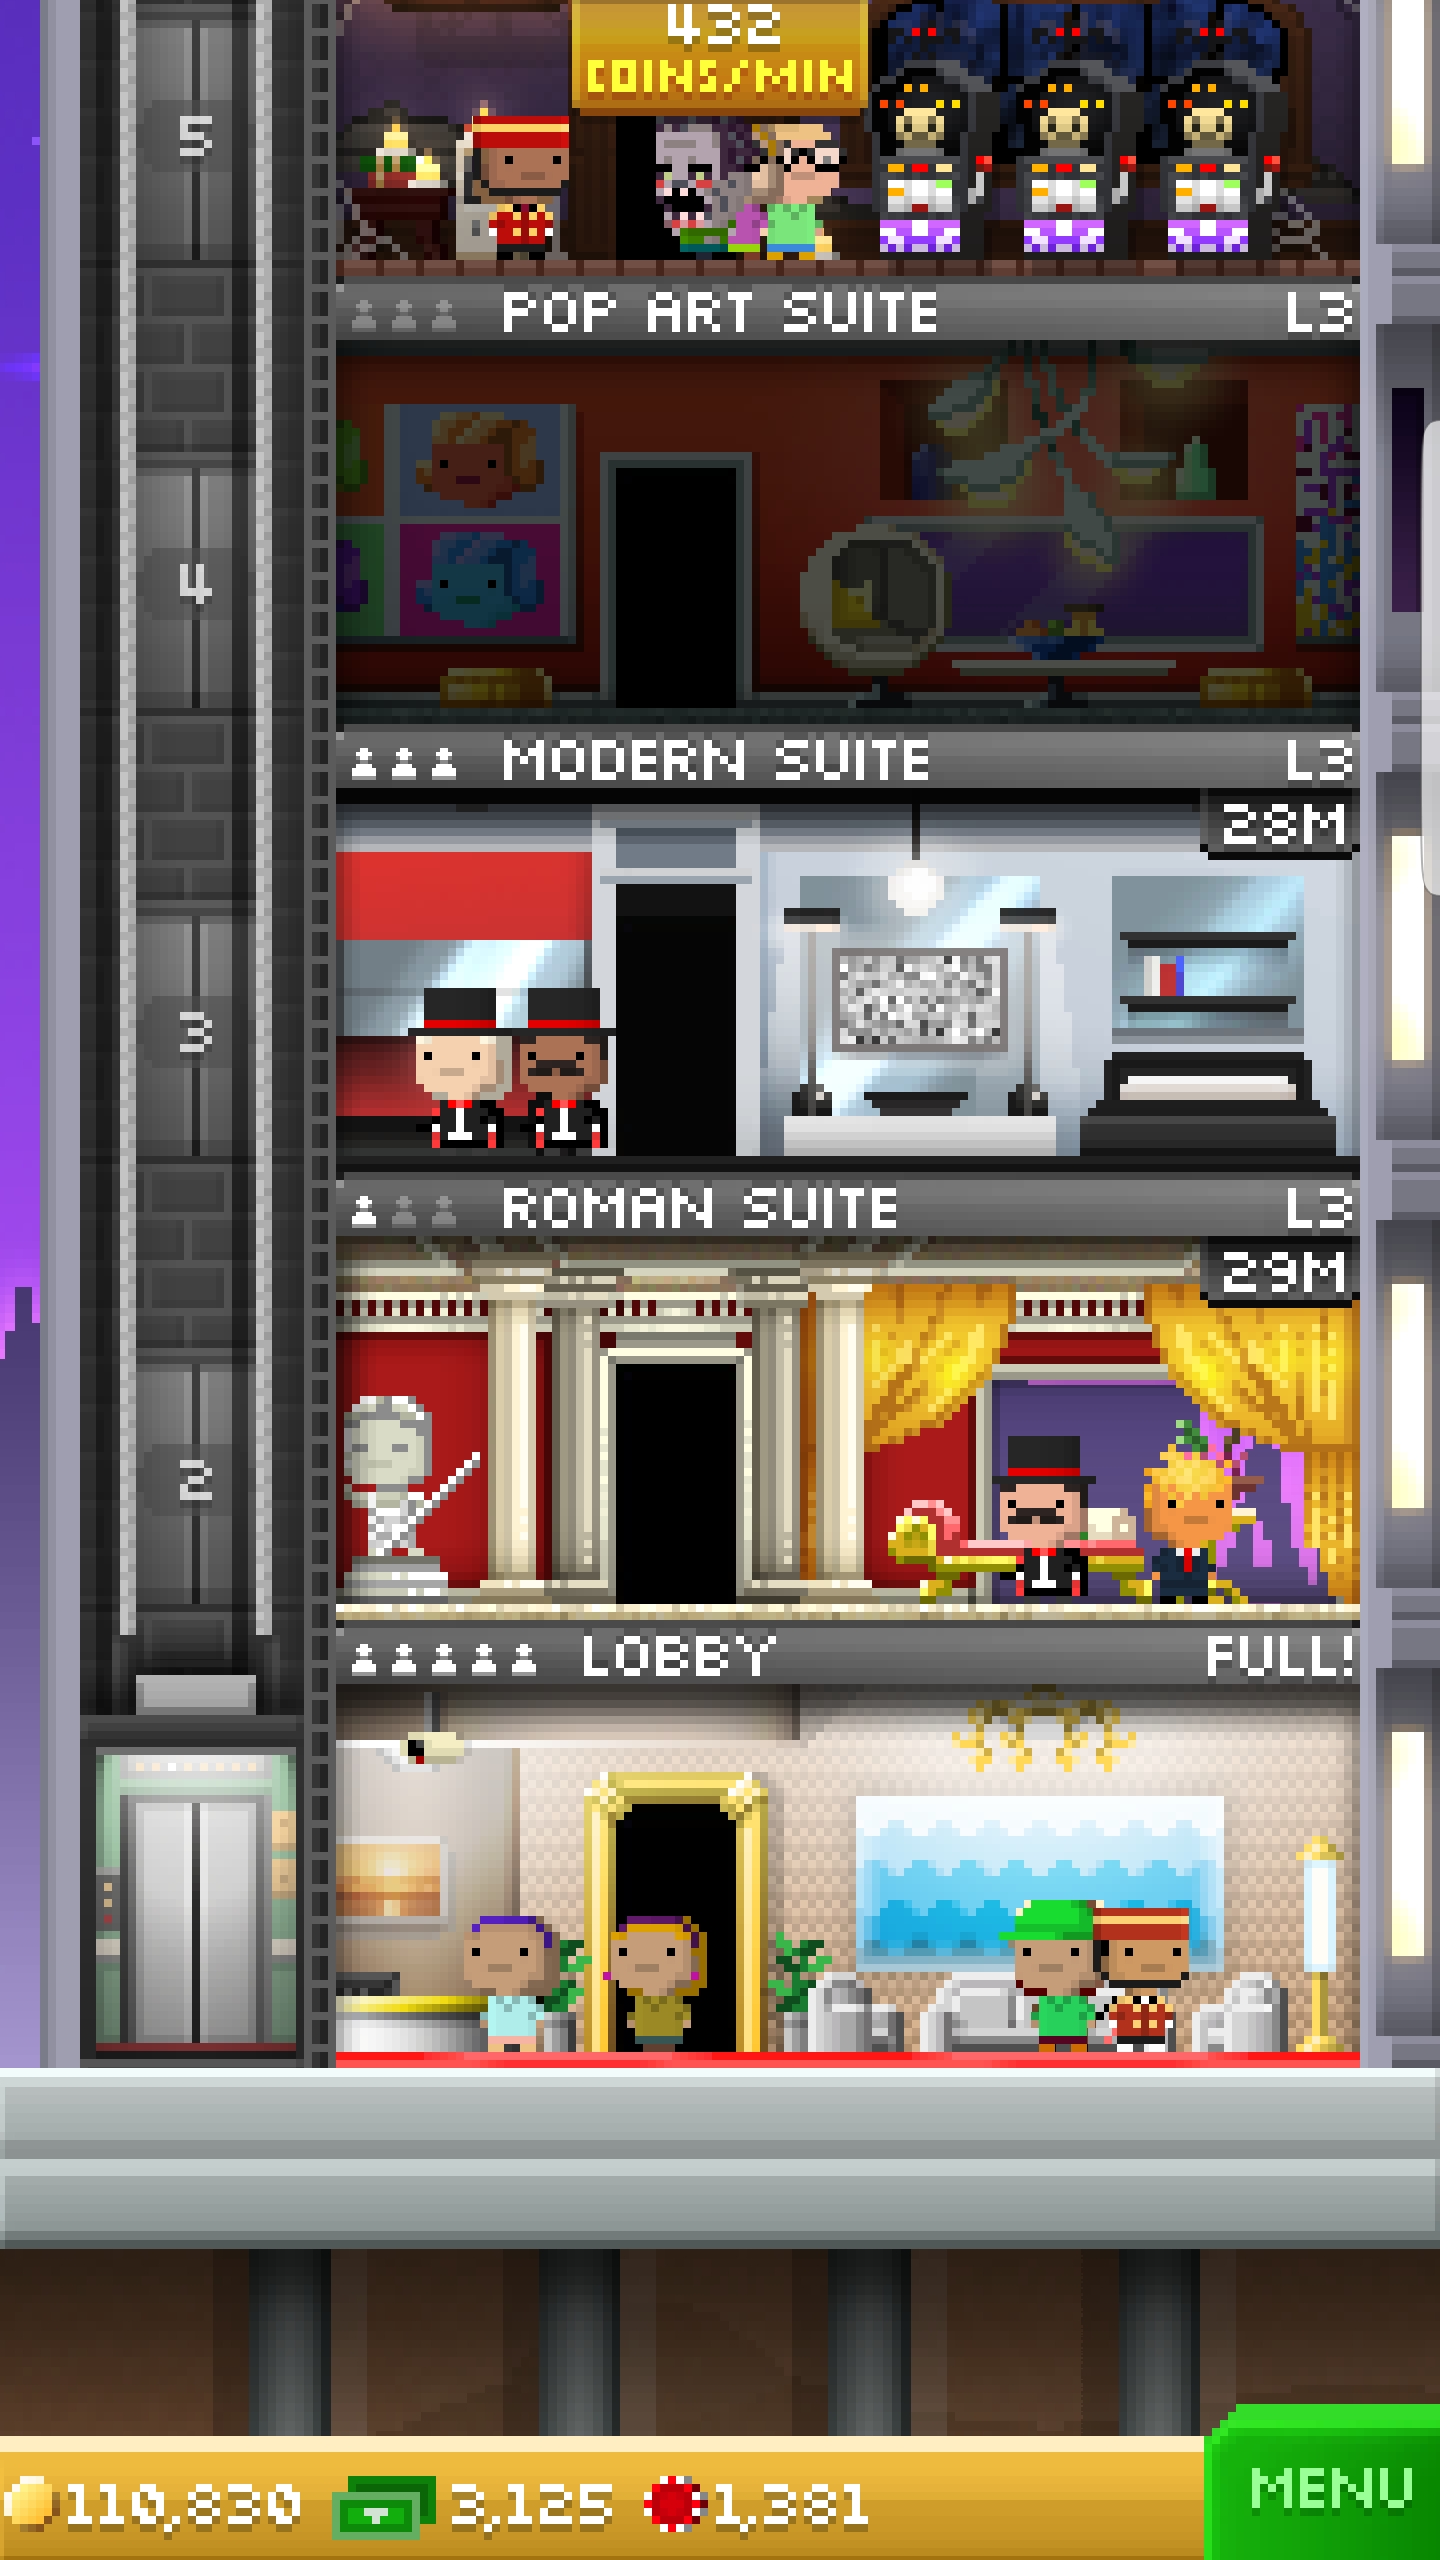 432
COINS/MIN
5
POP ART SUITE L3
4
MODERN SUITE L3
28M
3
ROMAN SUITE L3
29M
2
LOBBY FULL!
110,830 3,125 1,381 MENU